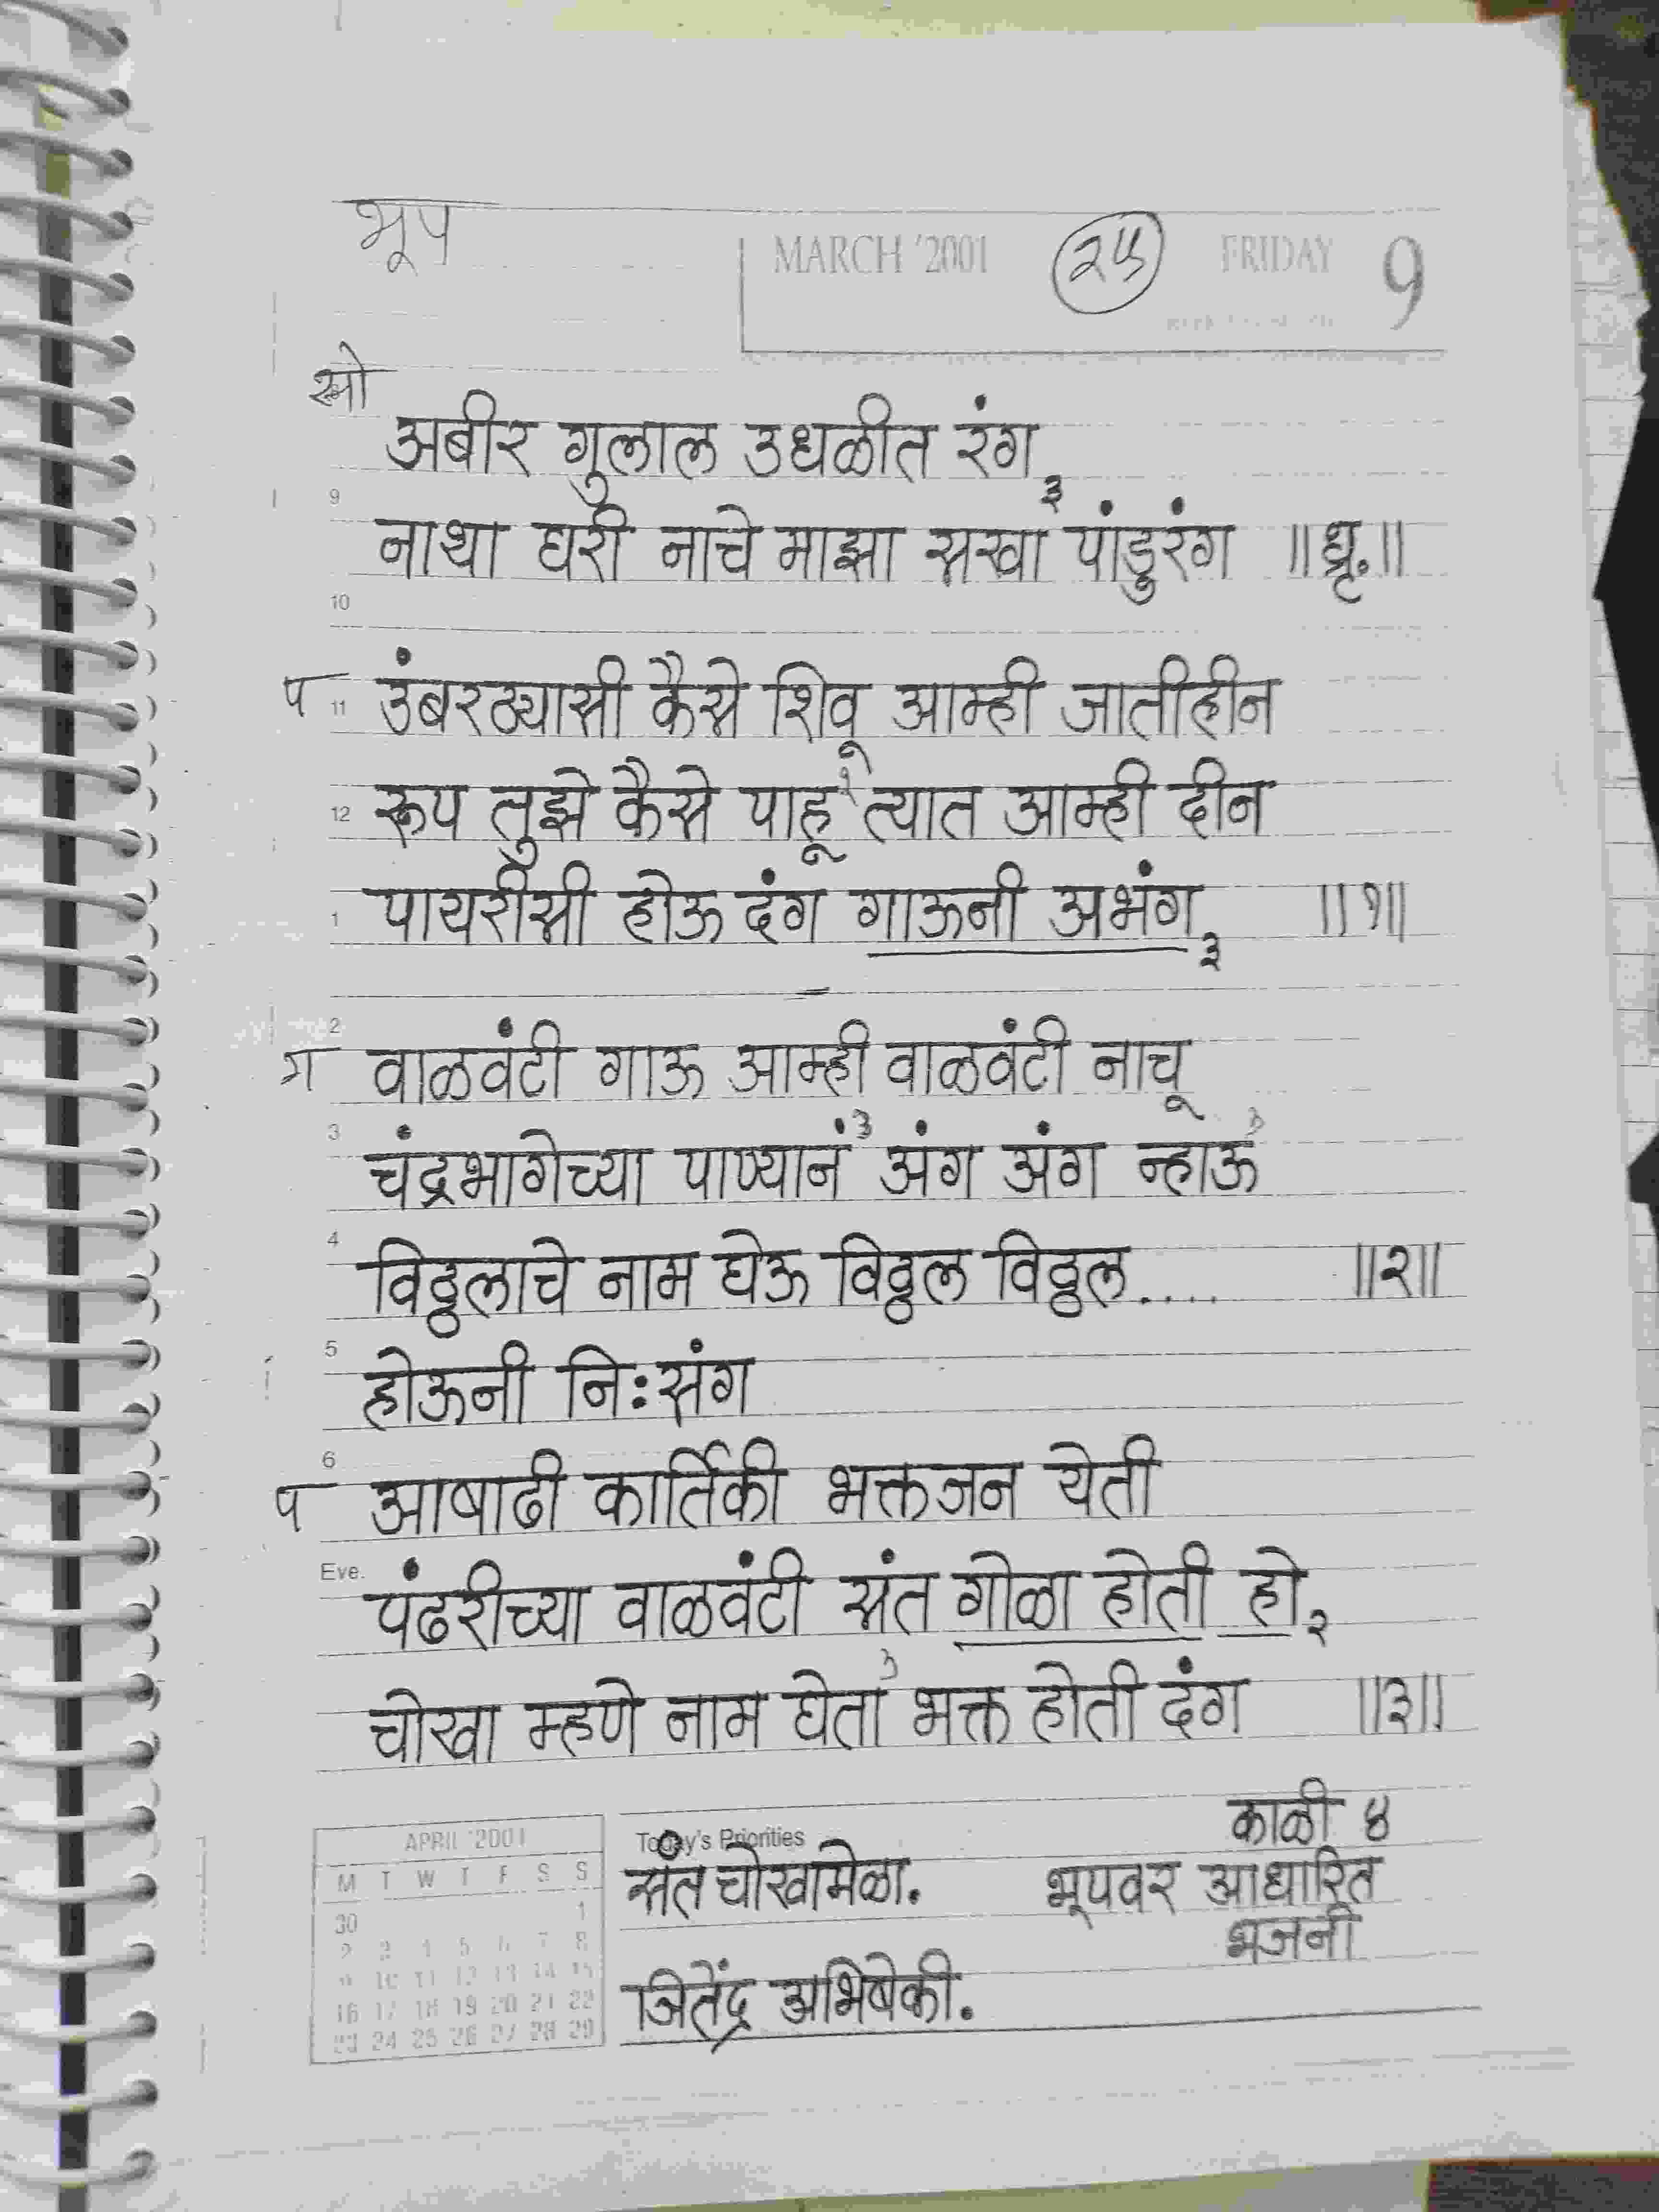 भूप
MARCH '2001 २५ FRIDAY 9
सो
अबीर गुलाल उधळीत रंग ३
9
नाथा घरी नाचे माझा सखा पांडुरंग ॥धृ.॥
10
प 11 उंबरठ्यासी कैसे शिवू आम्ही जातीहीन
12 रूप तुझे कैसे पाहू त्यात आम्ही दीन
1 पायरीसी होऊ दंग गाऊनी अभंग ३ ॥१॥
2
ग वाळवंटी गाऊ आम्ही वाळवंटी नाचू
3 चंद्रभागेच्या पाण्यानं अंग अंग न्हाऊ
4 विठ्ठलाचे नाम घेऊ विठ्ठल विठ्ठल.... ॥२॥
5
होऊनी नि:संग
6
प आषाढी कार्तिकी भक्तजन येती
Eve. पंढरीच्या वाळवंटी संत गोळा होती हो २
चोखा म्हणे नाम घेता भक्त होती दंग ॥३॥
काळी ४
APRIL '2001 Today's Priorities
M T W T F S S
संत चोखामेळा. भूपवर आधारित
भजनी
30 1
2 3 4 5 6 7 8
9 10 11 12 13 14 15
16 17 18 19 20 21 22
23 24 25 26 27 28 29
जितेंद्र अभिषेकी.